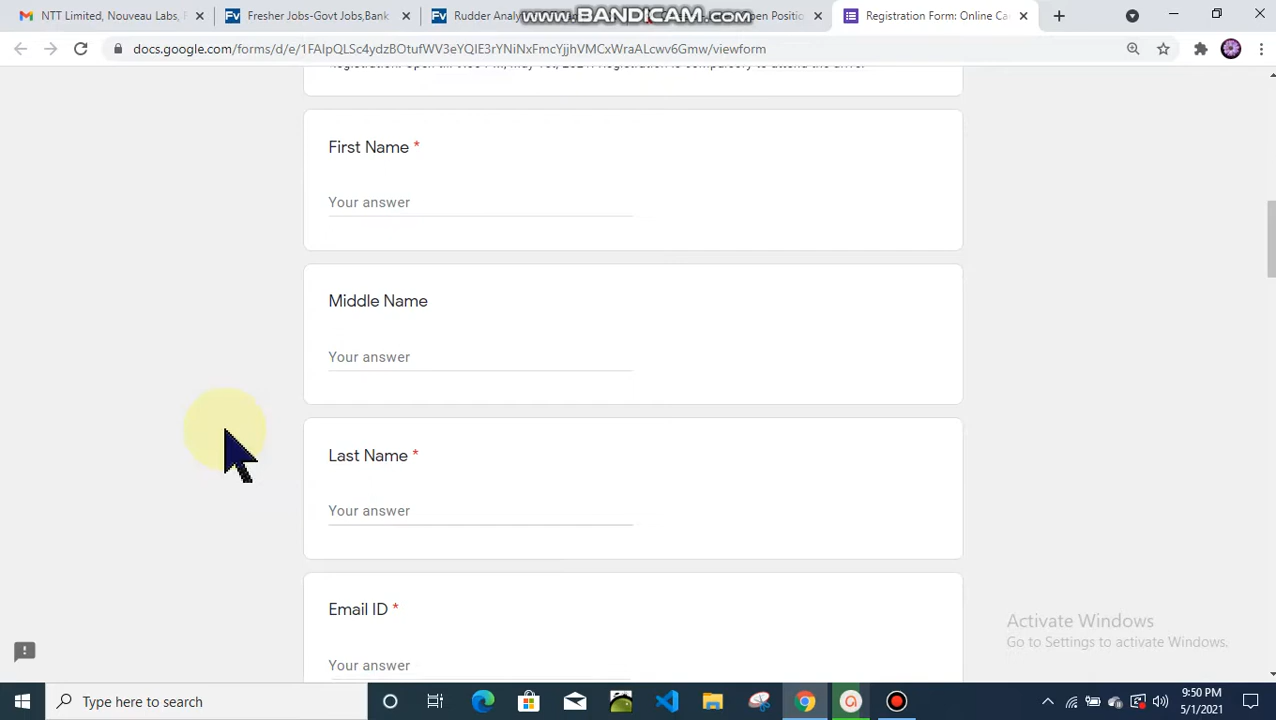 NTT Limited, Nouveau Labs,
Fresher Jobs-Govt Jobs,Bank
Rudder Analy
www.BANDICAM.com
pen Position
Registration Form: Online Ca
docs.google.com/forms/d/e/1FAIpQLSc4ydzBOtufWV3eYQIE3rYNiNxFmcYjjhVMCxWraALcwv6Gmw/viewform
First Name *
Your answer
Middle Name
Your answer
Last Name *
Your answer
Email ID *
Your answer
Activate Windows
Go to Settings to activate Windows.
Type here to search
9:50 PM
5/1/2021